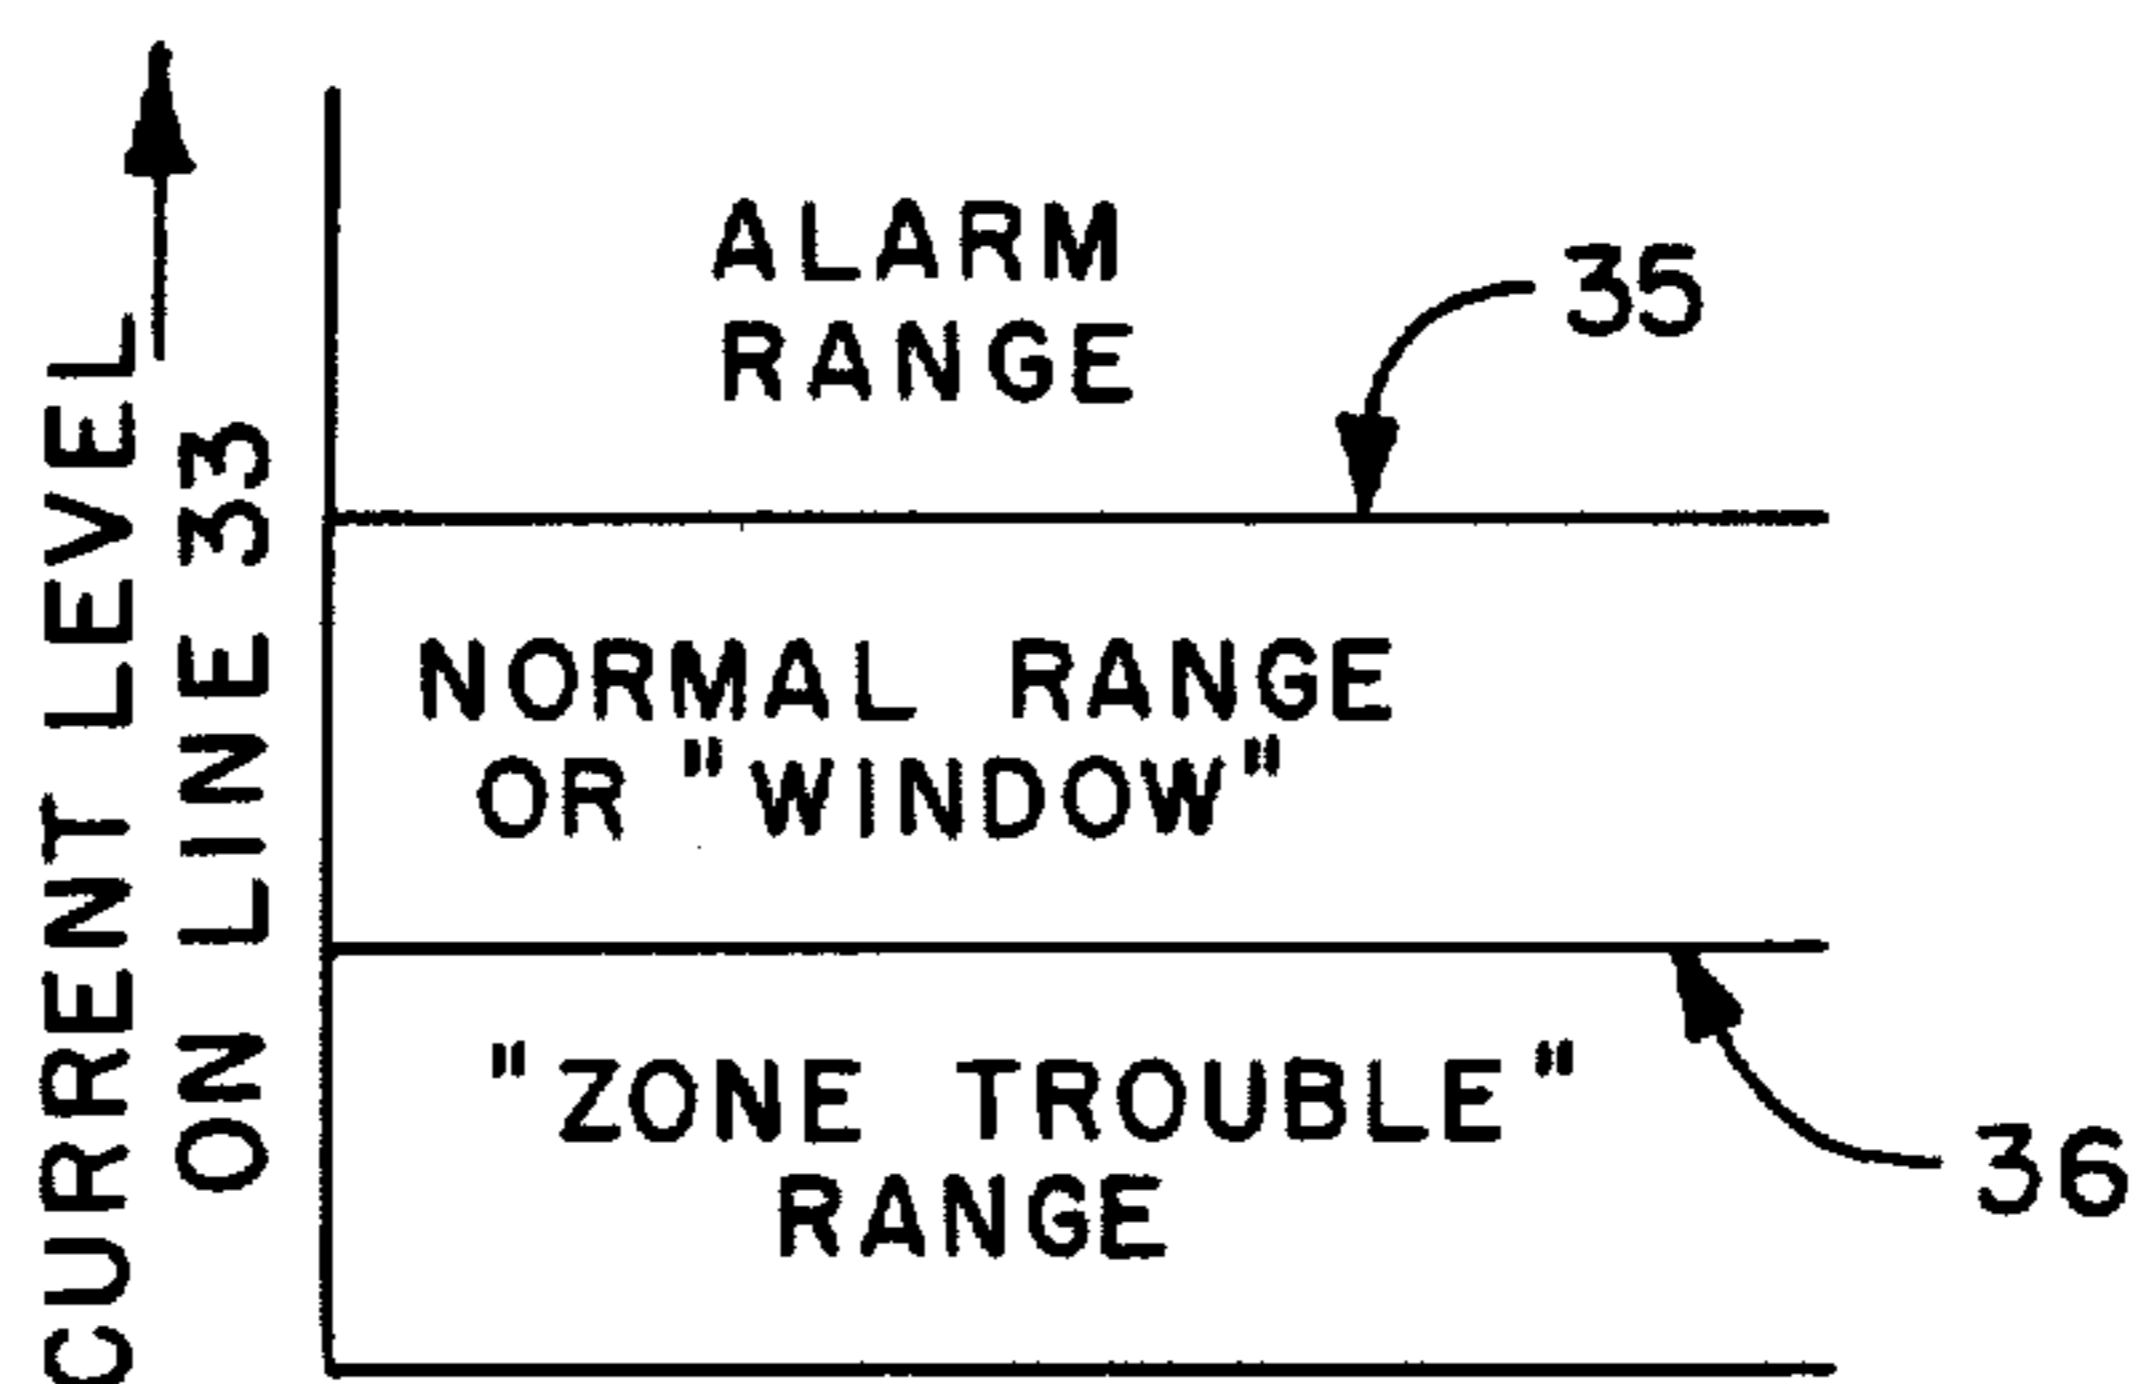 CURRENT LEVEL
ON LINE 33
ALARM
RANGE
35
NORMAL RANGE
OR "WINDOW"
"ZONE TROUBLE"
RANGE
36